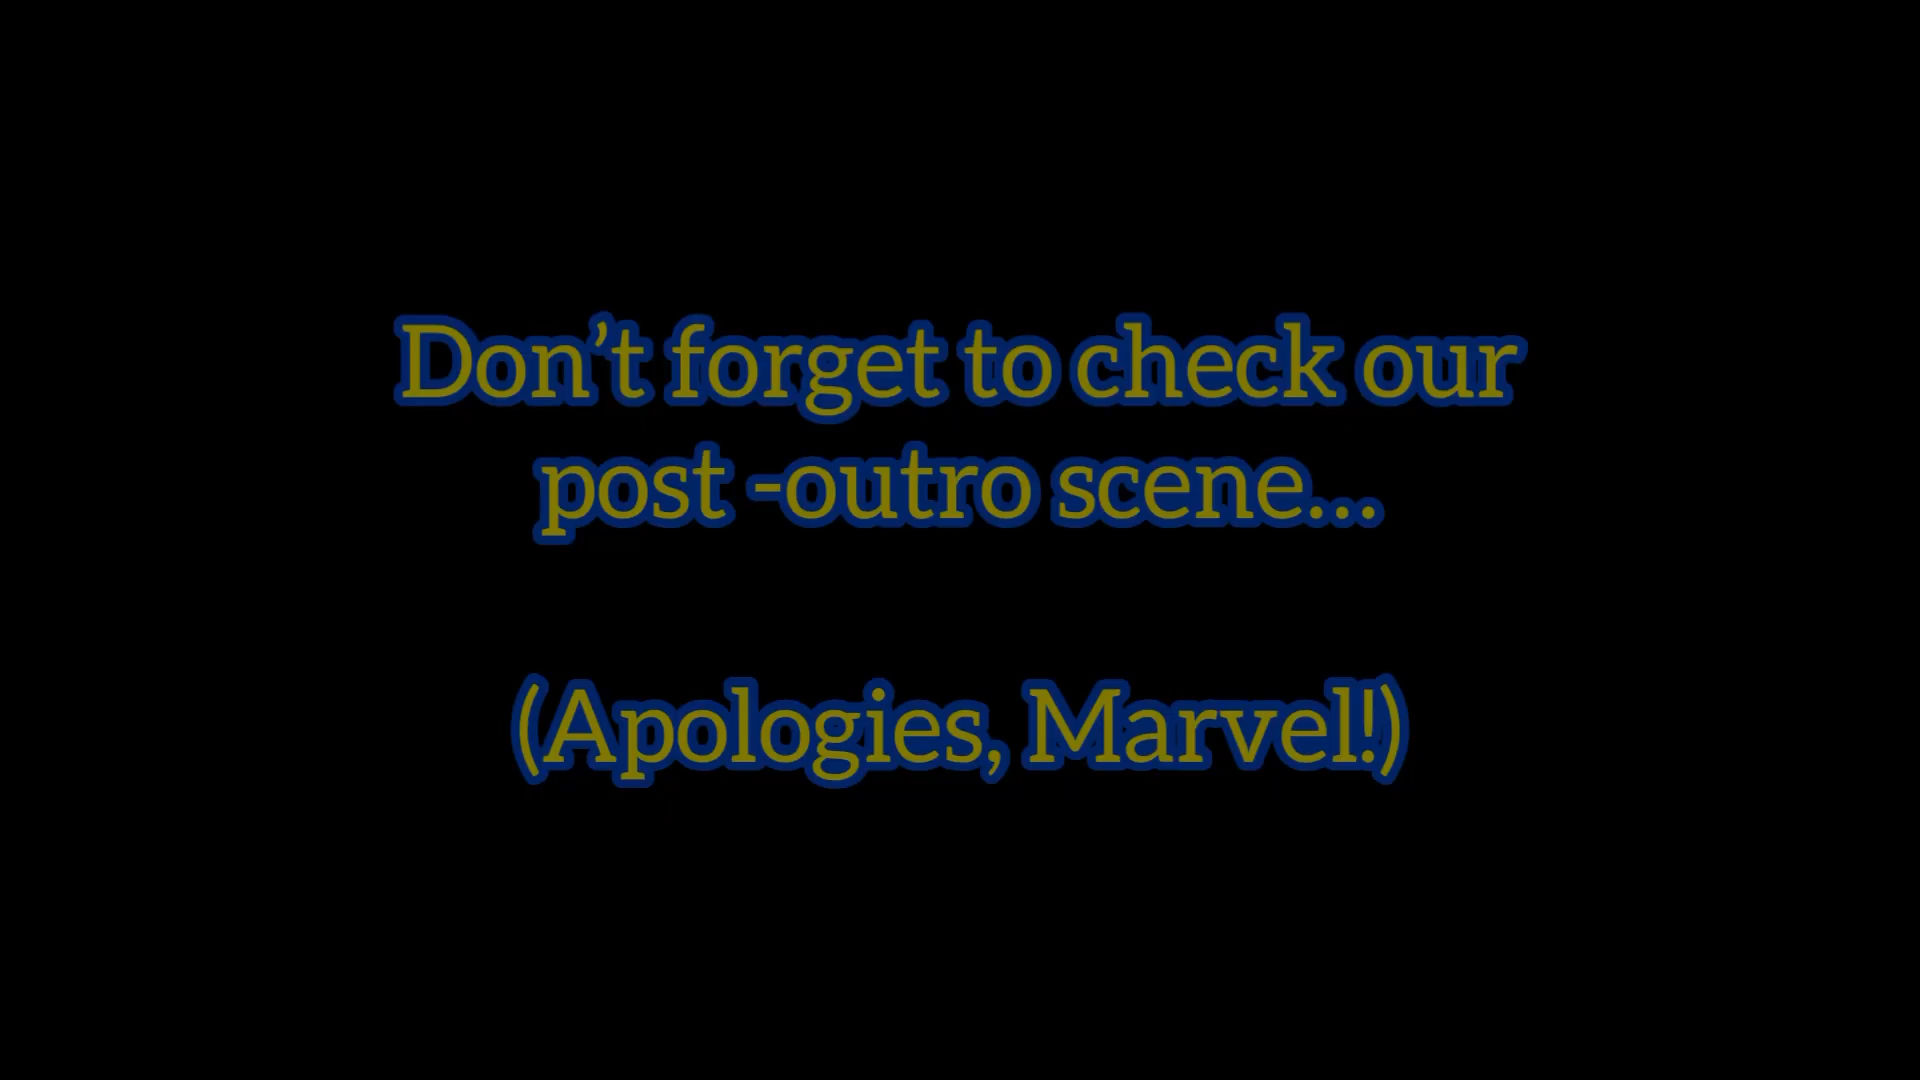 Don’t forget to check our
post -outro scene...
(Apologies, Marvel!)